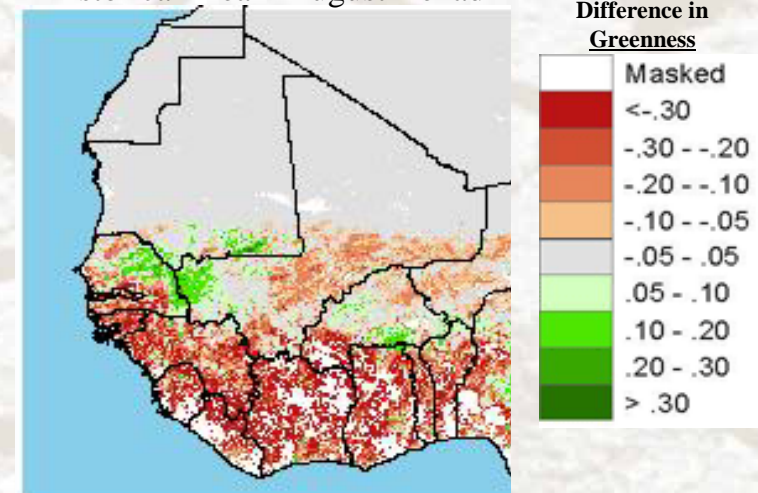 Difference in
Greenness
Masked
<-.30
-.30 - -.20
-.20 - -.10
-.10 - -.05
-.05 - .05
.05 - .10
.10 - .20
.20 - .30
> .30